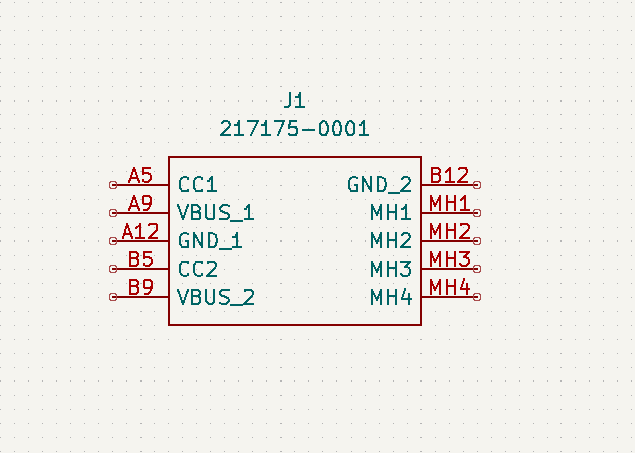 J1
217175-0001
A5 CC1 GND_2 B12
A9 VBUS_1 MH1 MH1
A12 GND_1 MH2 MH2
B5 CC2 MH3 MH3
B9 VBUS_2 MH4 MH4